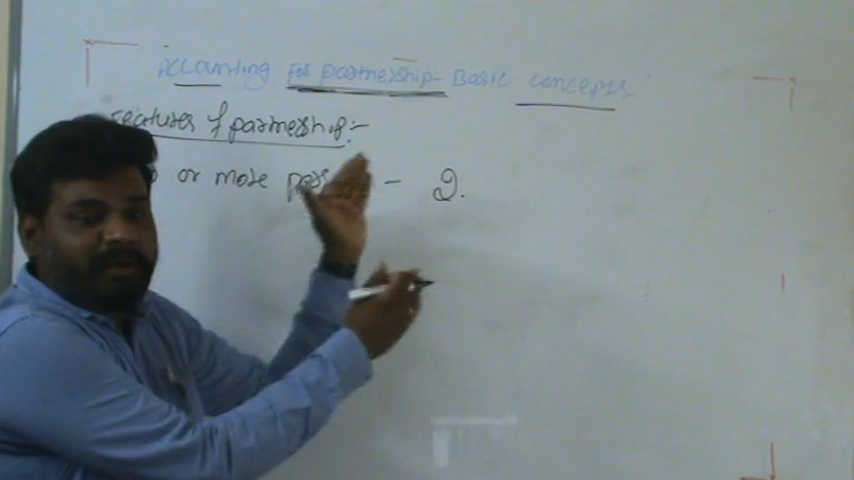 Accounting for partnership - Basic concepts
Features of partnership:-
or more - 2.